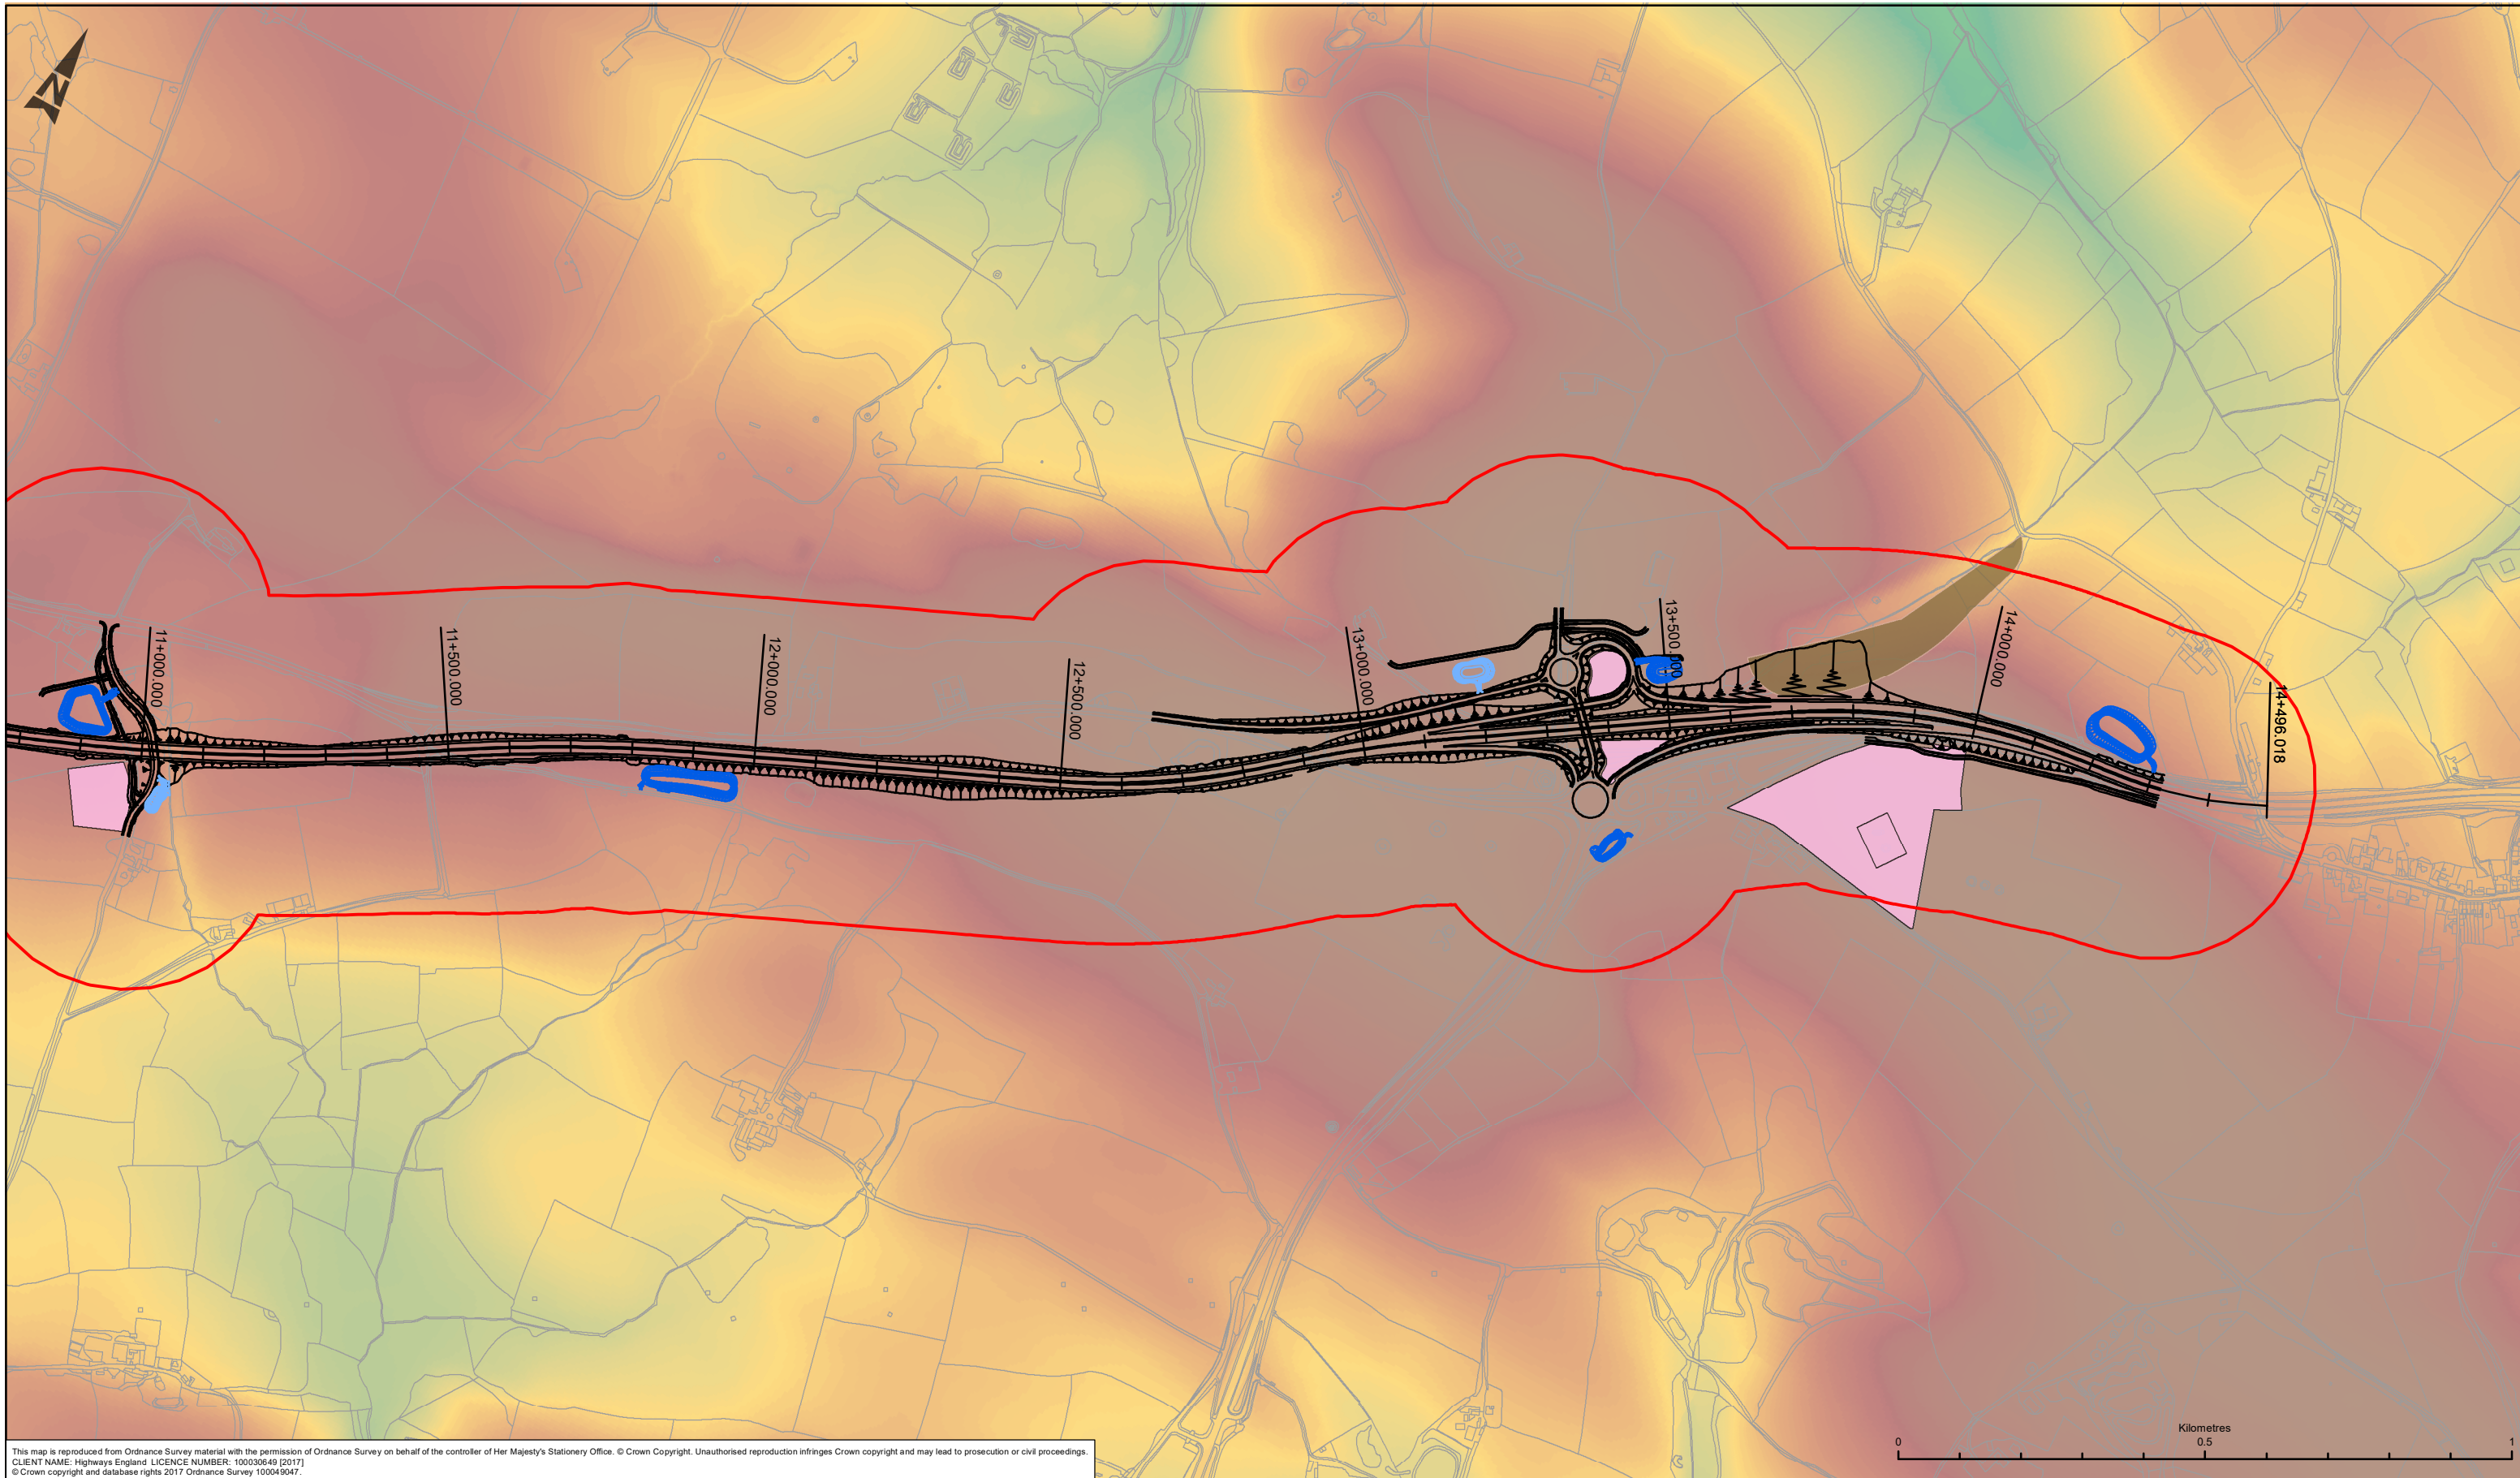 N
11+000.000
11+500.000
12+000.000
12+500.000
13+000.000
13+500.000
14+000.000
14+496.018
Kilometres
0 0.5 1
This map is reproduced from Ordnance Survey material with the permission of Ordnance Survey on behalf of the controller of Her Majesty's Stationery Office. © Crown Copyright. Unauthorised reproduction infringes Crown copyright and may lead to prosecution or civil proceedings.
CLIENT NAME: Highways England LICENCE NUMBER: 100030649 [2017]
© Crown copyright and database rights 2017 Ordnance Survey 100049047.